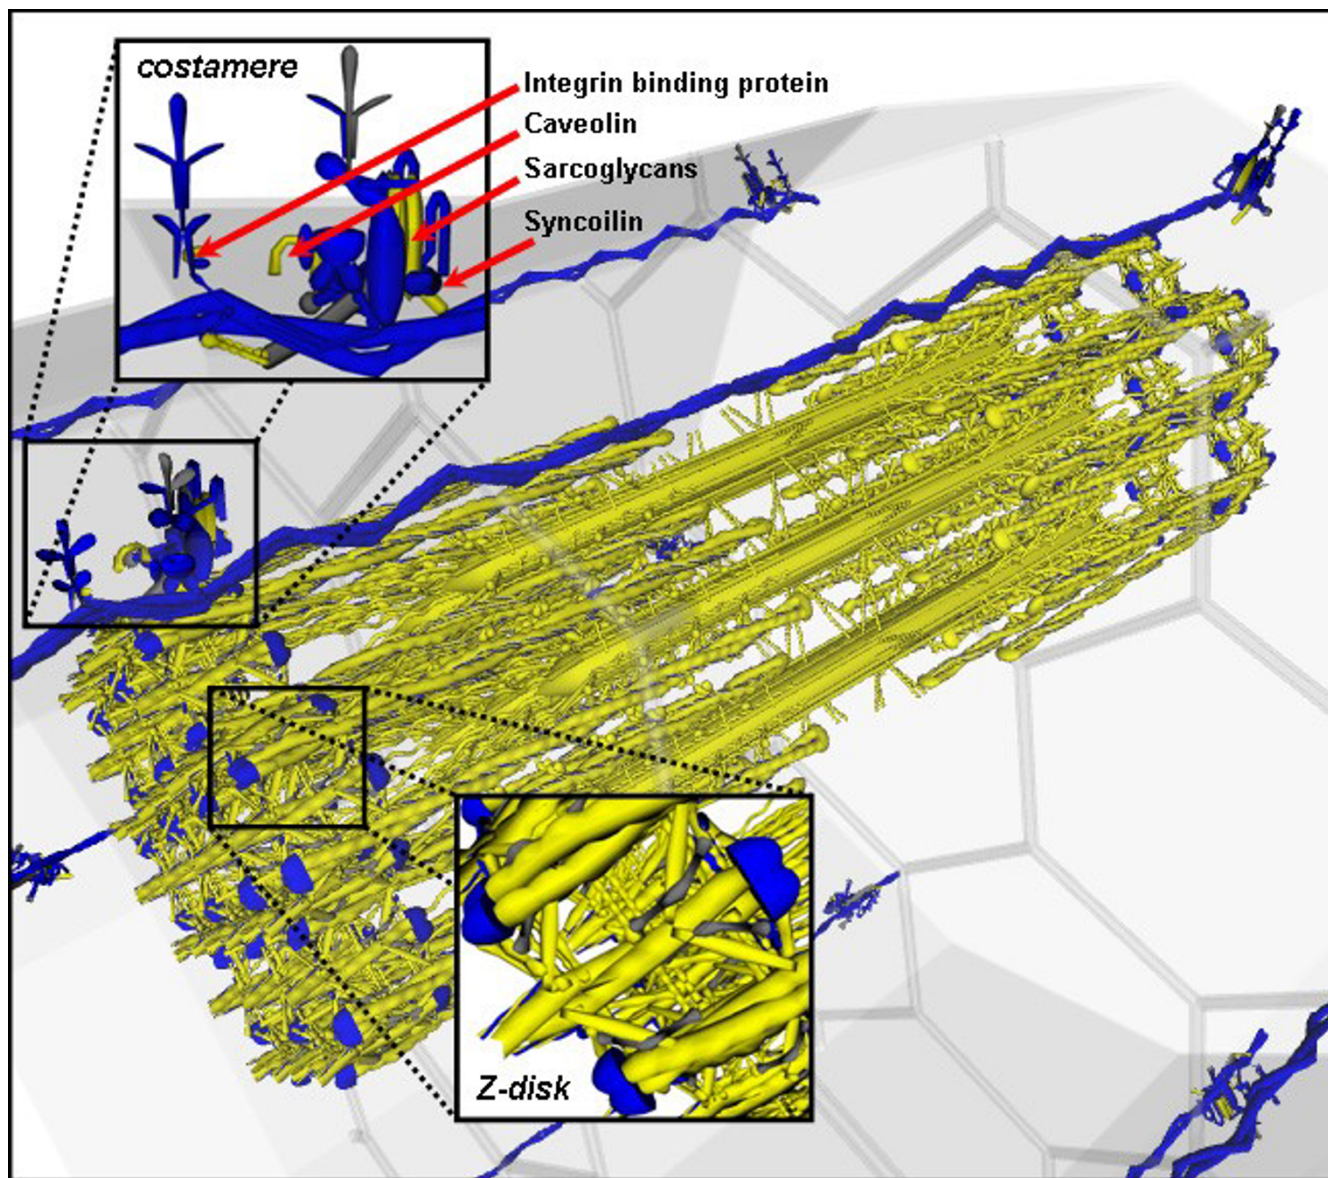 costamere
Integrin binding protein
Caveolin
Sarcoglycans
Syncoilin
Z-disk